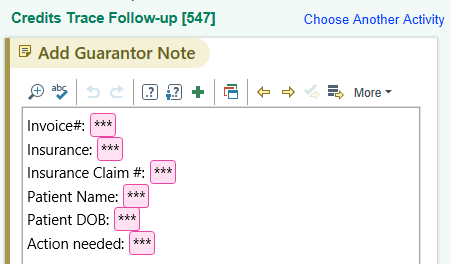 Credits Trace Follow-up [547] Choose Another Activity
Add Guarantor Note
abc ? ? More
Invoice#: ***
Insurance: ***
Insurance Claim #: ***
Patient Name: ***
Patient DOB: ***
Action needed: ***